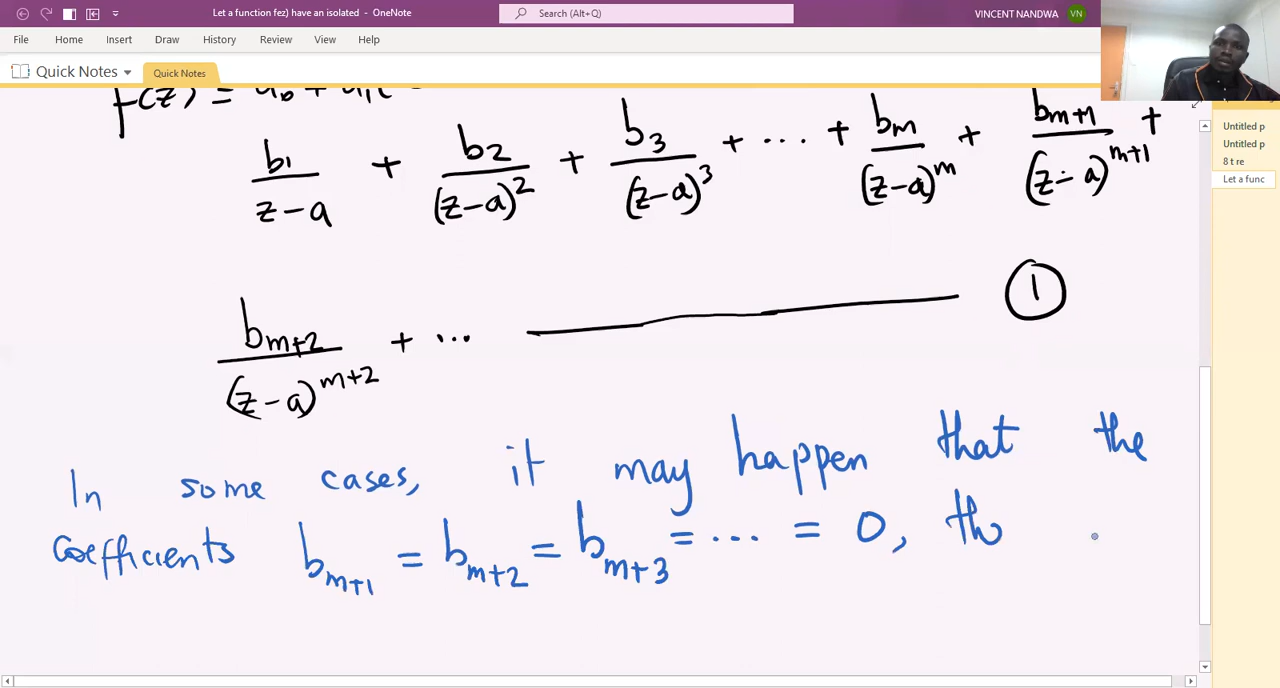 Let a function fez) have an isolated - OneNote
Search (Alt+Q)
VINCENT NANDWA
VN
File Home Insert Draw History Review View Help
Quick Notes
Quick Notes
f(z) =
b1/(z-a) + b2/(z-a)^2 + b3/(z-a)^3 + ... + bm/(z-a)^m + bm+1/(z-a)^m+1 +
bm+2/(z-a)^m+2 + ... 1
In some cases, it may happen that the
coefficients bm+1 = bm+2 = bm+3 = ... = 0, th
Untitled p
Untitled p
8 t re
Let a func